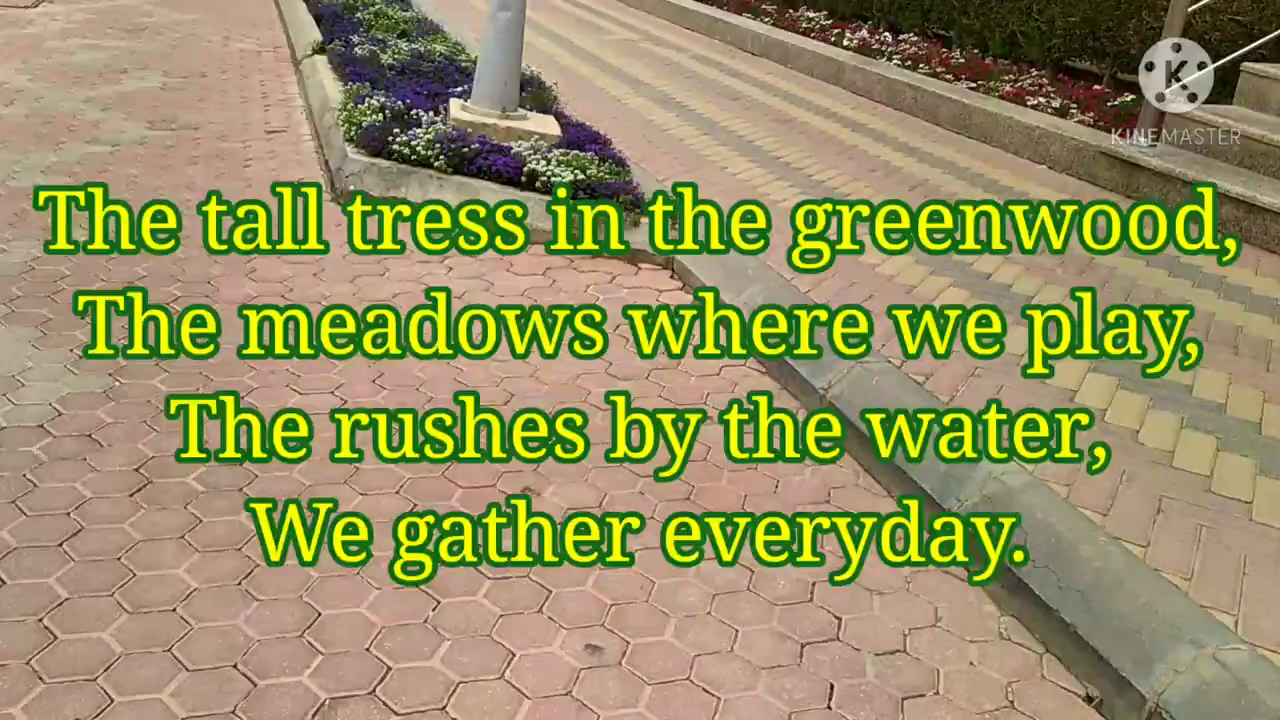 KINEMASTER
The tall tress in the greenwood,
The meadows where we play,
The rushes by the water,
We gather everyday.